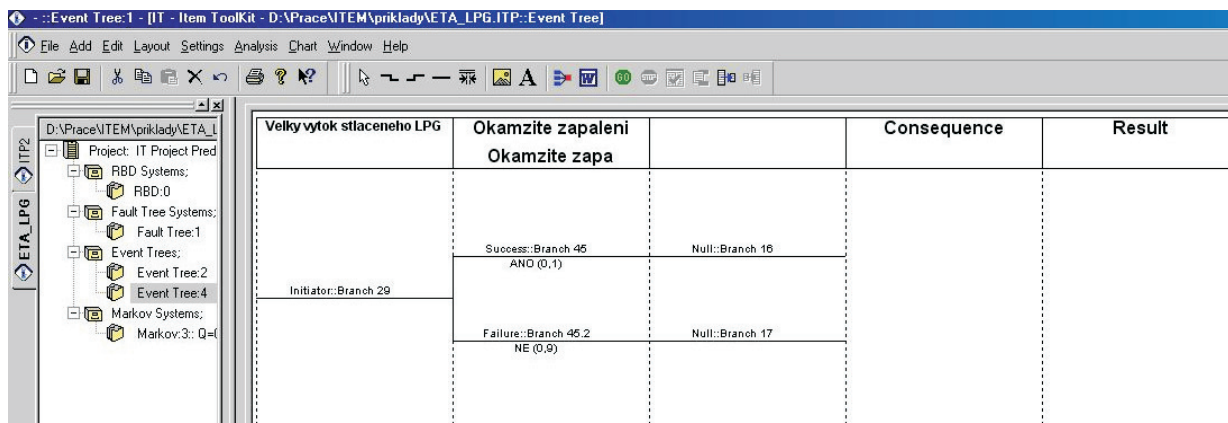 - ::Event Tree:1 - [IT - Item ToolKit - D:\Prace\ITEM\priklady\ETA_LPG.ITP::Event Tree]
File Add Edit Layout Settings Analysis Chart Window Help
D:\Prace\ITEM\priklady\ETA_L
Project: IT Project Pred
RBD Systems;
RBD:0
Fault Tree Systems;
Fault Tree:1
Event Trees;
Event Tree:2
Event Tree:4
Markov Systems;
Markov:3:: Q=(
ITP2
ETA_LPG
Velky vytok stlaceneho LPG
Okamzite zapaleni
Okamzite zapa
Consequence
Result
Success::Branch 45
ANO (0,1)
Null::Branch 16
Initiator::Branch 29
Failure::Branch 45.2
NE (0,9)
Null::Branch 17